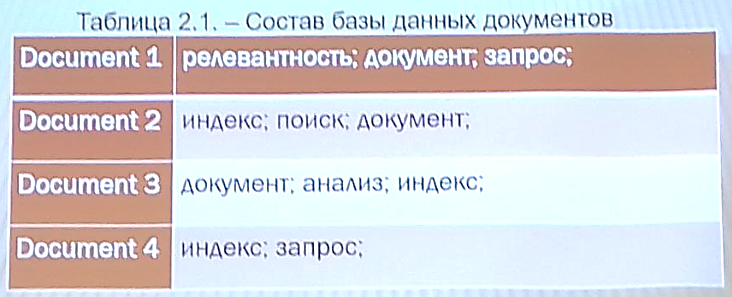 Таблица 2.1. – Состав базы данных документов
Document 1 релевантность; документ; запрос;
Document 2 индекс; поиск; документ;
Document 3 документ; анализ; индекс;
Document 4 индекс; запрос;